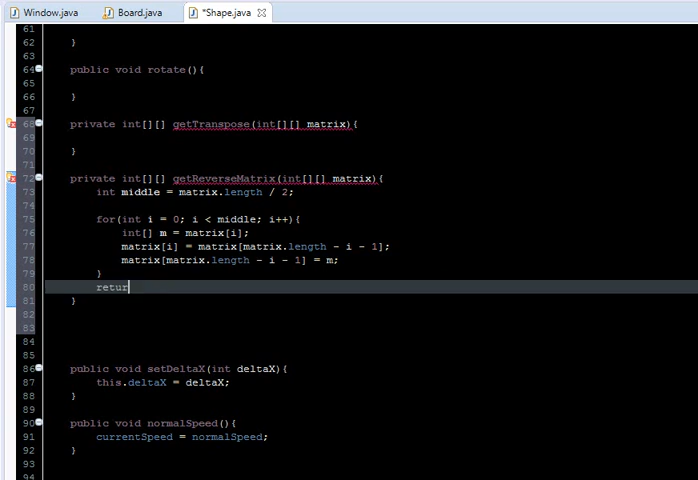 Window.java Board.java *Shape.java
61
62 }
63
64 public void rotate(){
65
66 }
67
68 private int[][] getTranspose(int[][] matrix){
69
70 }
71
72 private int[][] getReverseMatrix(int[][] matrix){
73 int middle = matrix.length / 2;
74
75 for(int i = 0; i < middle; i++){
76 int[] m = matrix[i];
77 matrix[i] = matrix[matrix.length - i - 1];
78 matrix[matrix.length - i - 1] = m;
79 }
80 retur
81 }
82
83
84
85
86 public void setDeltaX(int deltaX){
87 this.deltaX = deltaX;
88 }
89
90 public void normalSpeed(){
91 currentSpeed = normalSpeed;
92 }
93
94